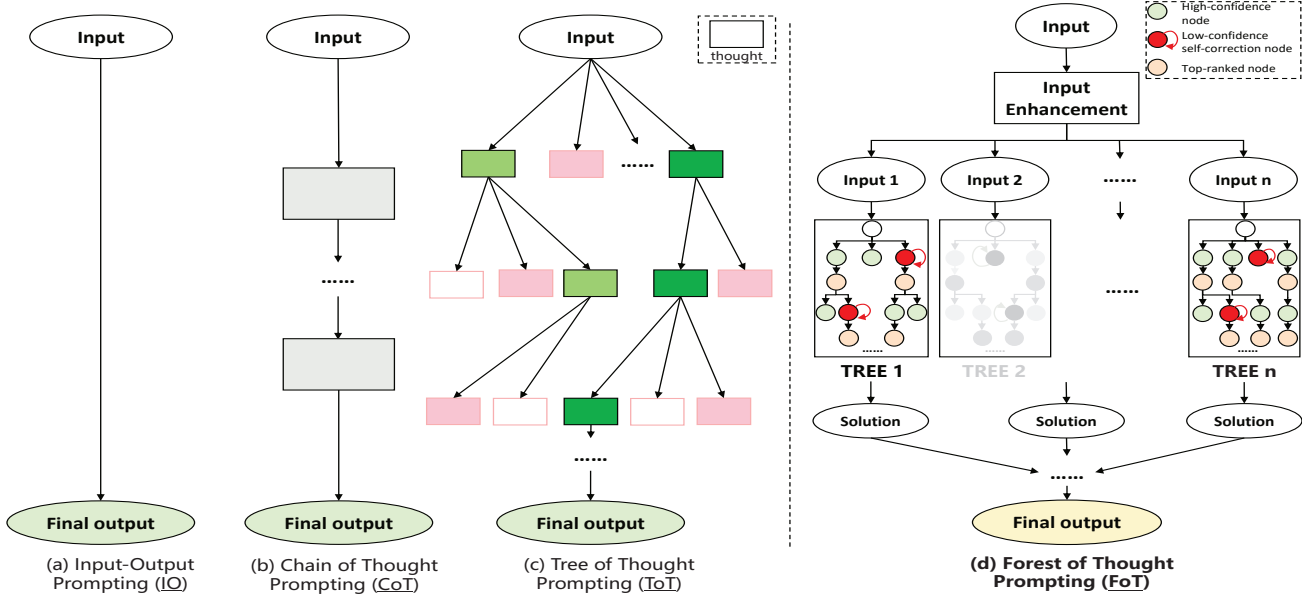 Input
Final output
(a) Input-Output
Prompting (IO)
Input
......
Final output
(b) Chain of Thought
Prompting (CoT)
Input
thought
......
......
Final output
(c) Tree of Thought
Prompting (ToT)
High-confidence
node
Low-confidence
self-correction node
Top-ranked node
Input
Input
Enhancement
Input 1
Input 2
......
Input n
......
TREE 1
......
TREE 2
......
......
TREE n
Solution
Solution
Solution
......
......
Final output
(d) Forest of Thought
Prompting (FoT)